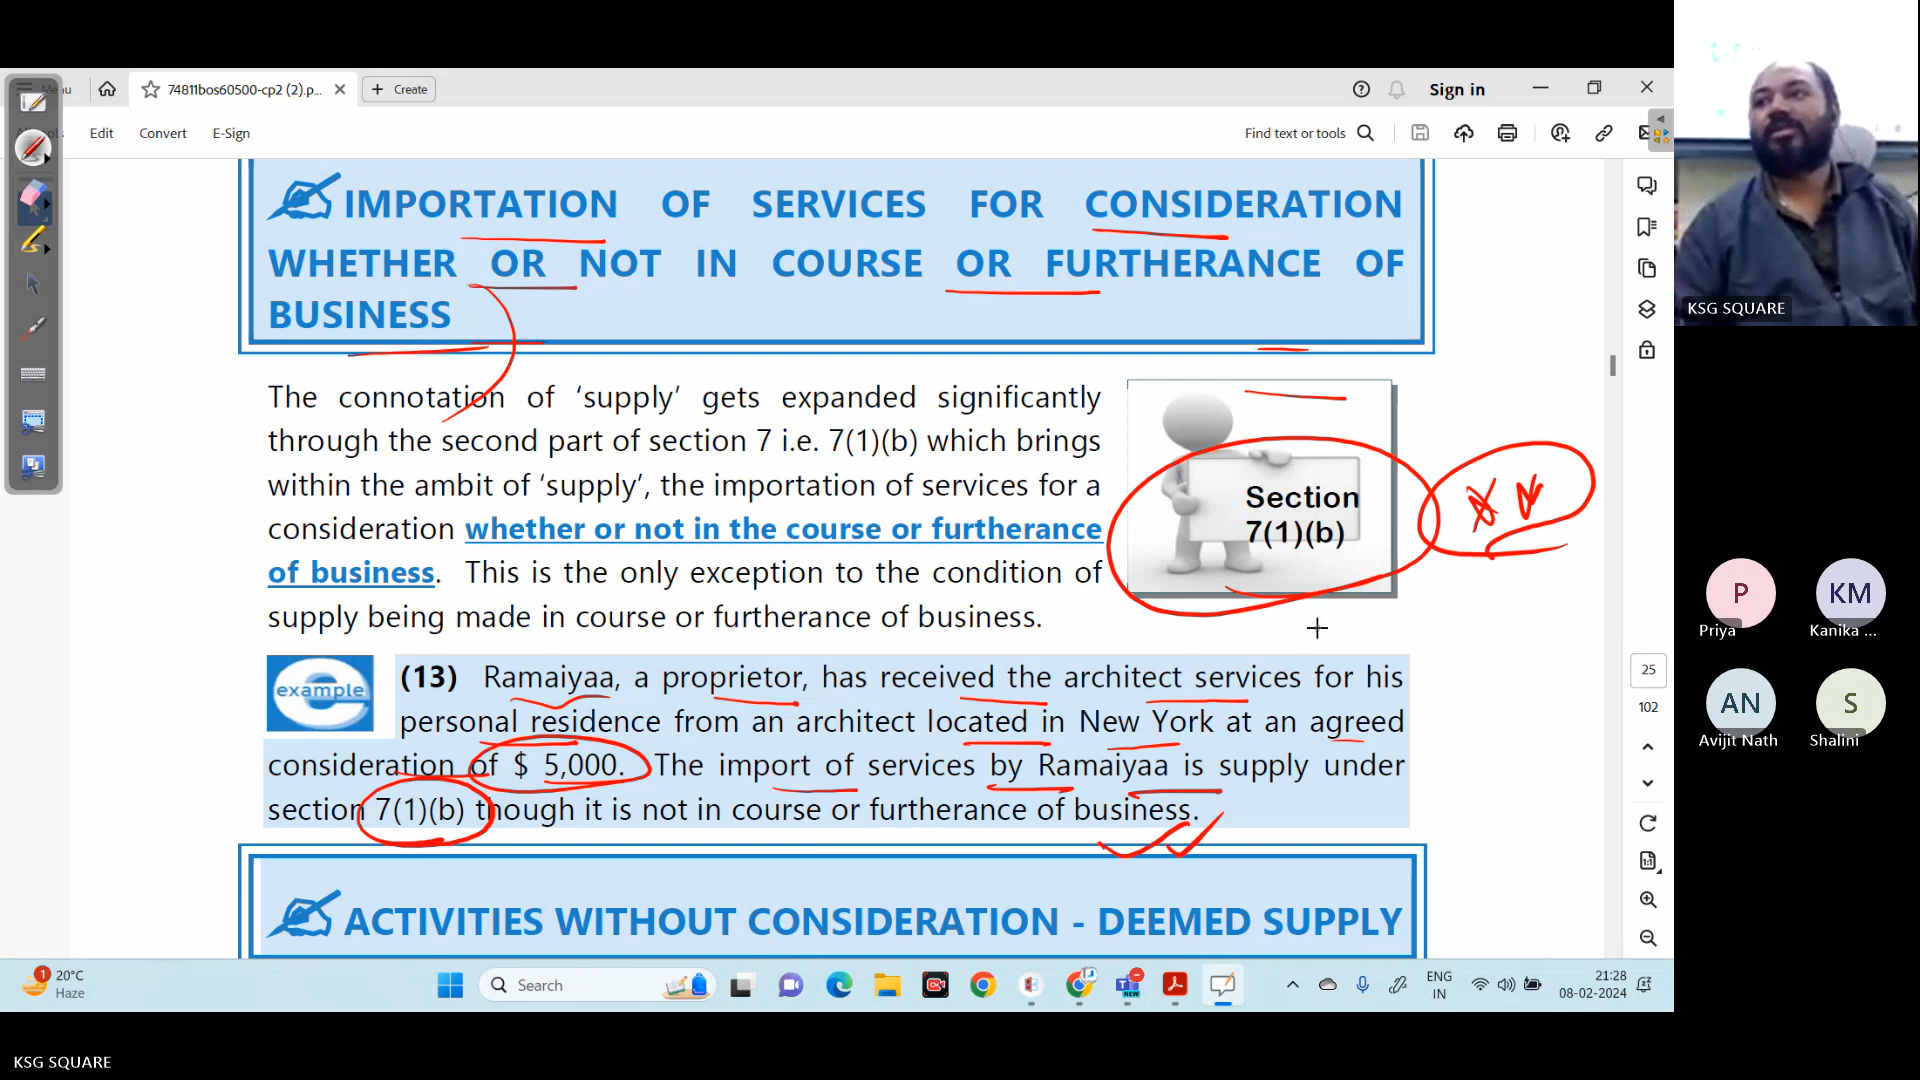 Menu
74811bos60500-cp2 (2).p...
Create
Sign in
Edit
Convert
E-Sign
Find text or tools
IMPORTATION OF SERVICES FOR CONSIDERATION
WHETHER OR NOT IN COURSE OR FURTHERANCE OF
BUSINESS
KSG SQUARE
The connotation of ‘supply’ gets expanded significantly
through the second part of section 7 i.e. 7(1)(b) which brings
within the ambit of ‘supply’, the importation of services for a
consideration whether or not in the course or furtherance
of business. This is the only exception to the condition of
supply being made in course or furtherance of business.
Section
7(1)(b)
example
(13) Ramaiyaa, a proprietor, has received the architect services for his
personal residence from an architect located in New York at an agreed
consideration of $ 5,000. The import of services by Ramaiyaa is supply under
section 7(1)(b) though it is not in course or furtherance of business.
ACTIVITIES WITHOUT CONSIDERATION - DEEMED SUPPLY
25
102
1:1
P
Priya
KM
Kanika ...
AN
Avijit Nath
S
Shalini
1
20°C
Haze
Search
NEW
ENG
IN
21:28
08-02-2024
KSG SQUARE